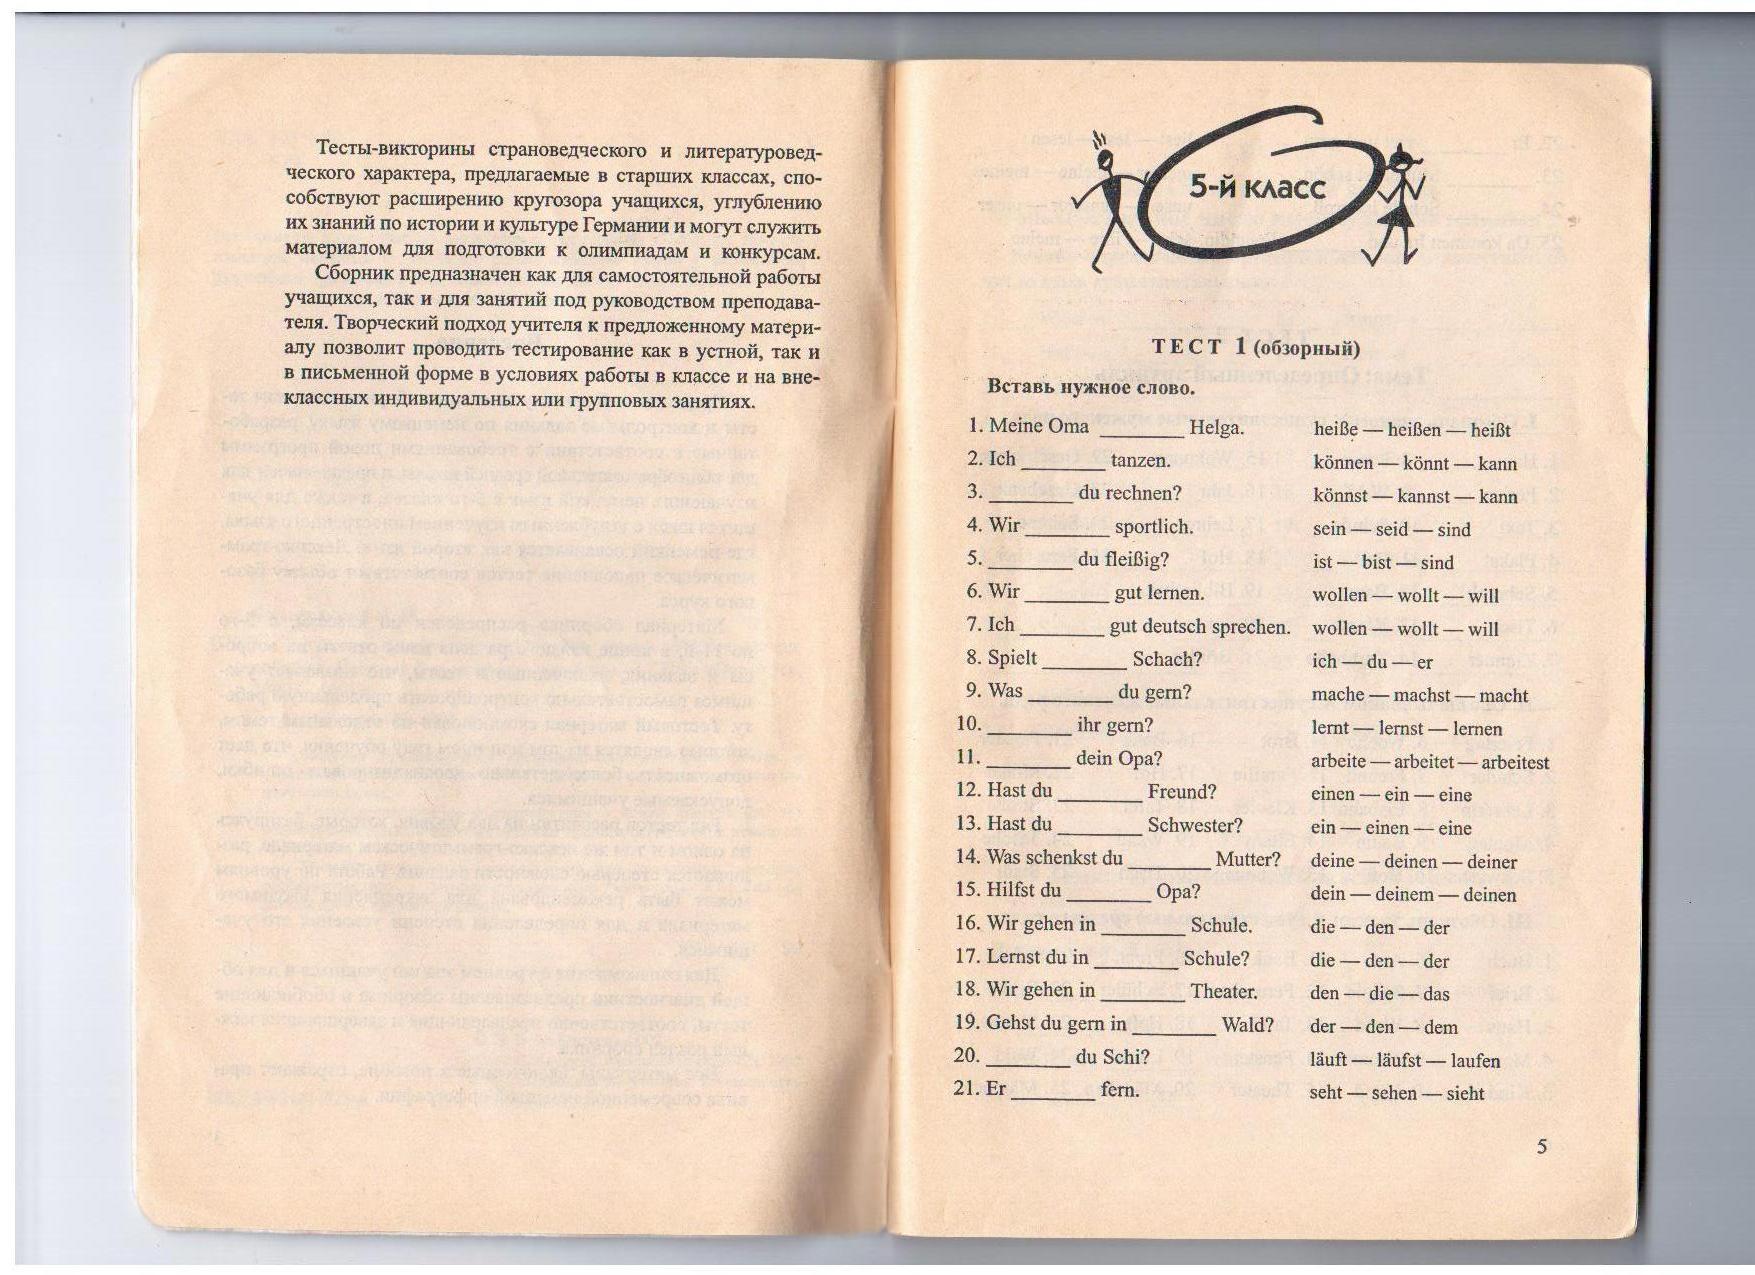 Тесты-викторины страноведческого и литературовед-
ческого характера, предлагаемые в старших классах, спо-
собствуют расширению кругозора учащихся, углублению
их знаний по истории и культуре Германии и могут служить
материалом для подготовки к олимпиадам и конкурсам.
Сборник предназначен как для самостоятельной работы
учащихся, так и для занятий под руководством преподава-
теля. Творческий подход учителя к предложенному матери-
алу позволит проводить тестирование как в устной, так и
в письменной форме в условиях работы в классе и на вне-
классных индивидуальных или групповых занятиях.
5-й класс
ТЕСТ 1 (обзорный)
Вставь нужное слово.
1. Meine Oma ________ Helga. heiße — heißen — heißt
2. Ich ________ tanzen. können — könnt — kann
3. ________ du rechnen? könnst — kannst — kann
4. Wir ________ sportlich. sein — seid — sind
5. ________ du fleißig? ist — bist — sind
6. Wir ________ gut lernen. wollen — wollt — will
7. Ich ________ gut deutsch sprechen. wollen — wollt — will
8. Spielt ________ Schach? ich — du — er
9. Was ________ du gern? mache — machst — macht
10. ________ ihr gern? lernt — lernst — lernen
11. ________ dein Opa? arbeite — arbeitet — arbeitest
12. Hast du ________ Freund? einen — ein — eine
13. Hast du ________ Schwester? ein — einen — eine
14. Was schenkst du ________ Mutter? deine — deinen — deiner
15. Hilfst du ________ Opa? dein — deinem — deinen
16. Wir gehen in ________ Schule. die — den — der
17. Lernst du in ________ Schule? die — den — der
18. Wir gehen in ________ Theater. den — die — das
19. Gehst du gern in ________ Wald? der — den — dem
20. ________ du Schi? läuft — läufst — laufen
21. Er ________ fern. seht — sehen — sieht
5